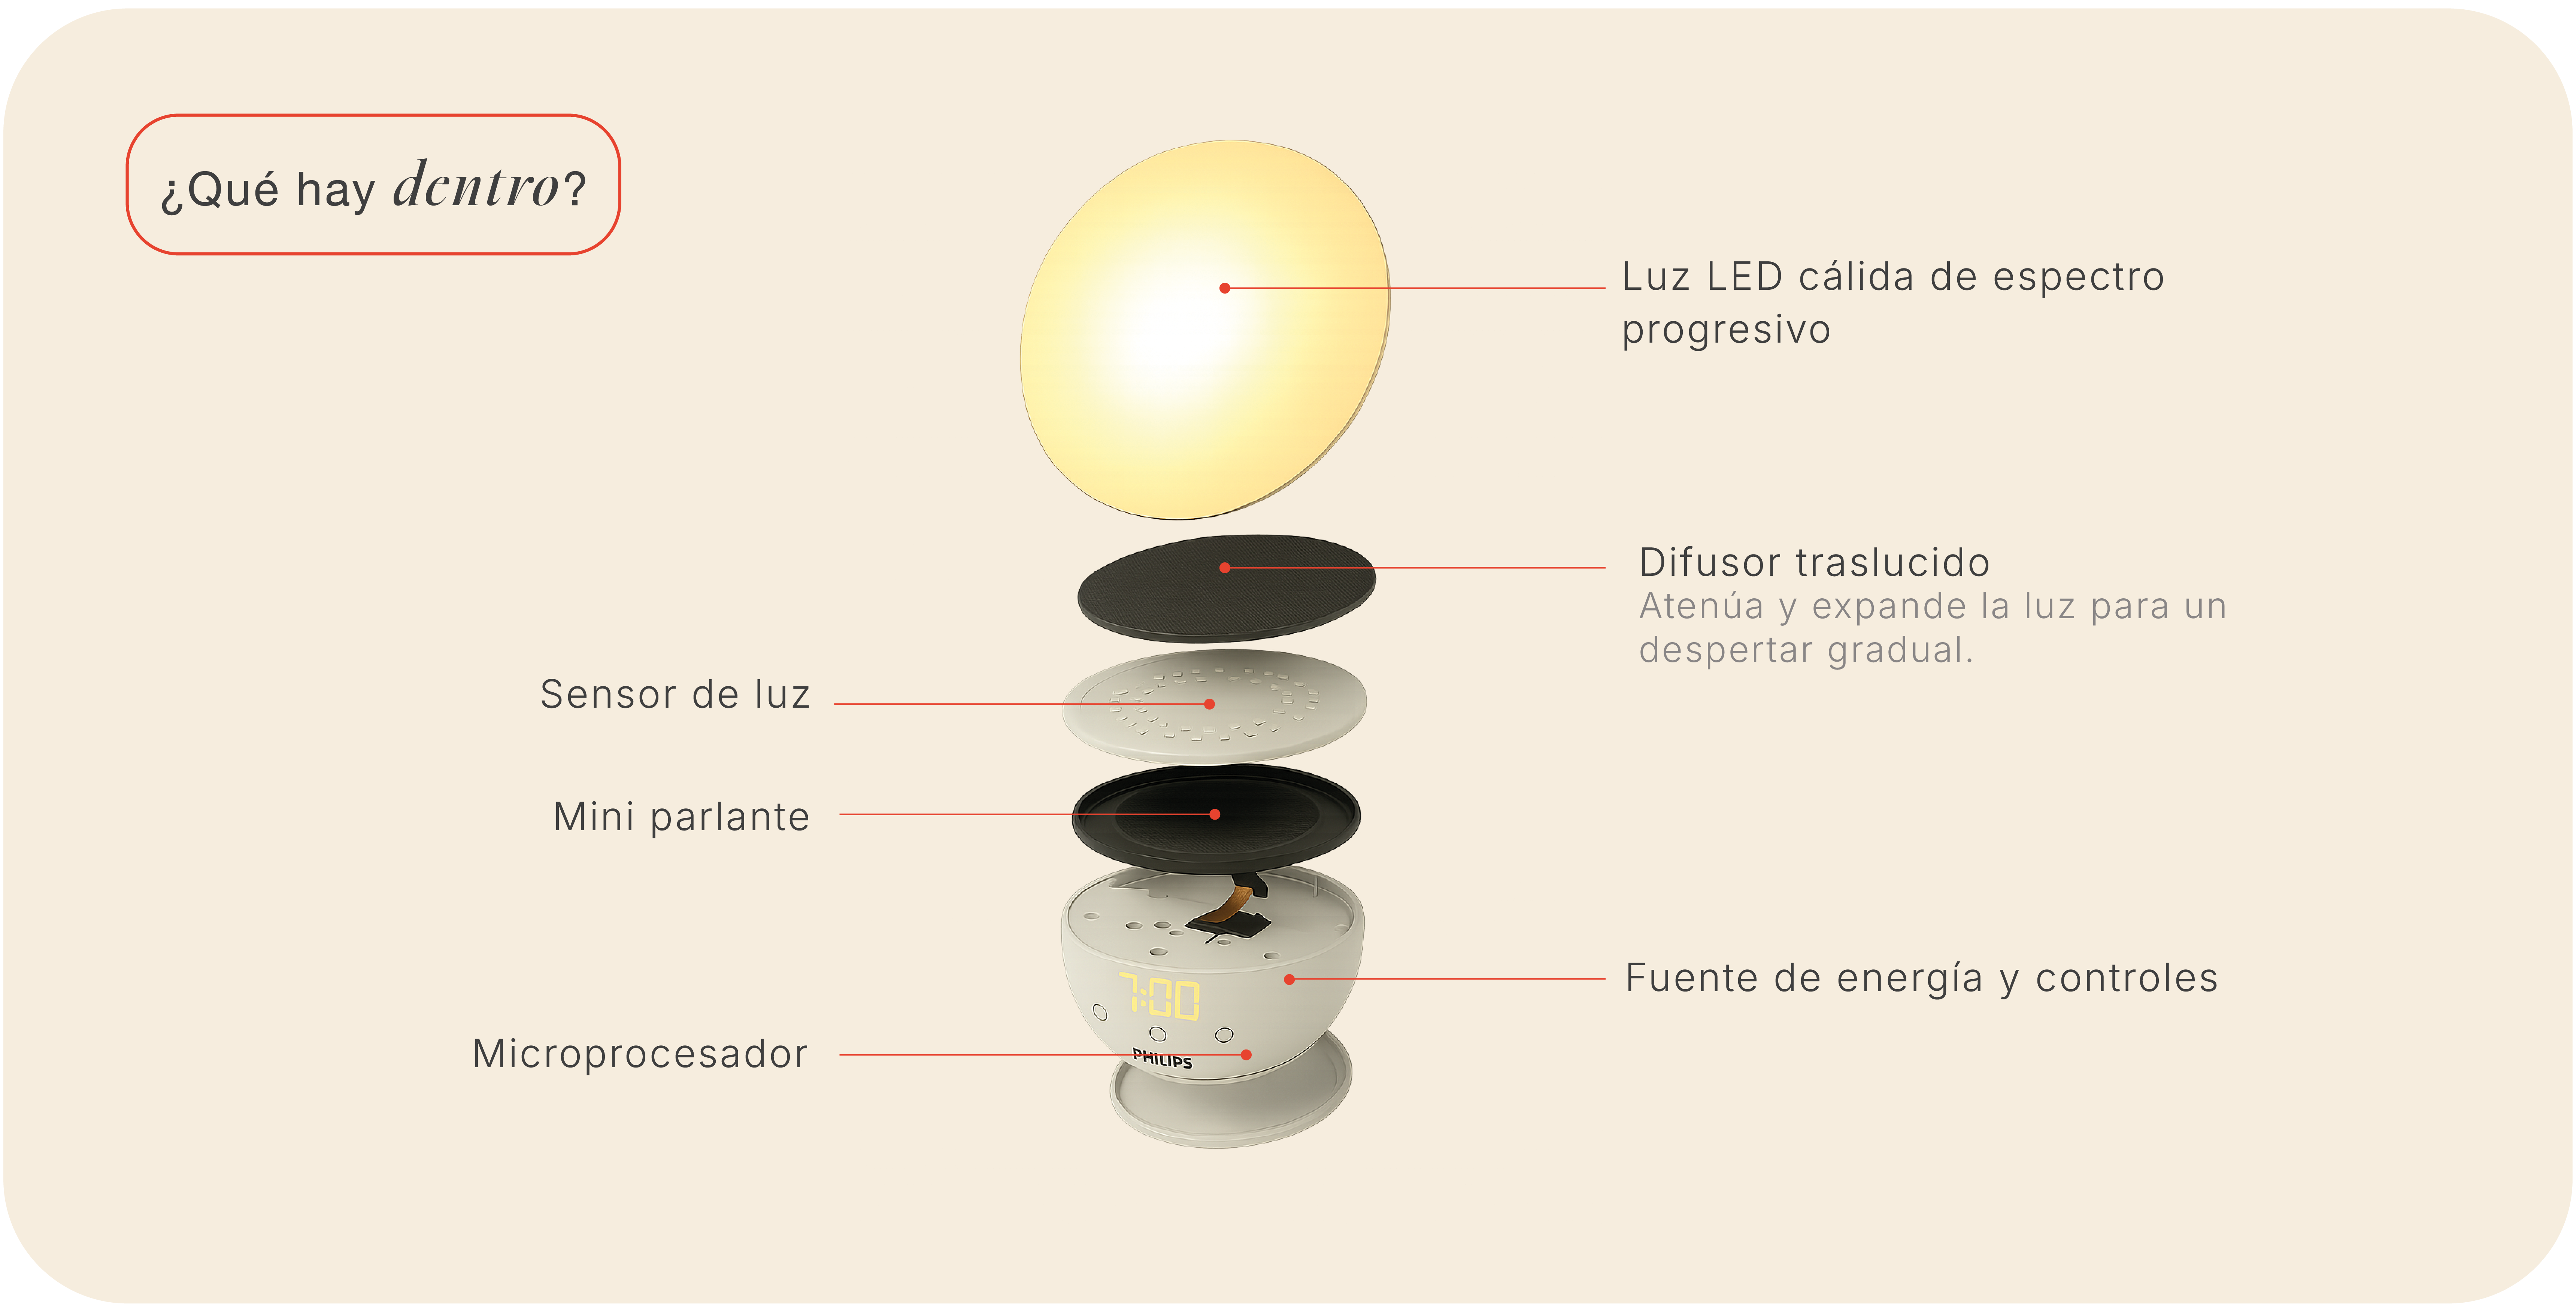 ¿Qué hay dentro?
Luz LED cálida de espectro
progresivo
Difusor traslucido
Atenúa y expande la luz para un
despertar gradual.
Sensor de luz
Mini parlante
7:00
Fuente de energía y controles
Microprocesador
PHILIPS